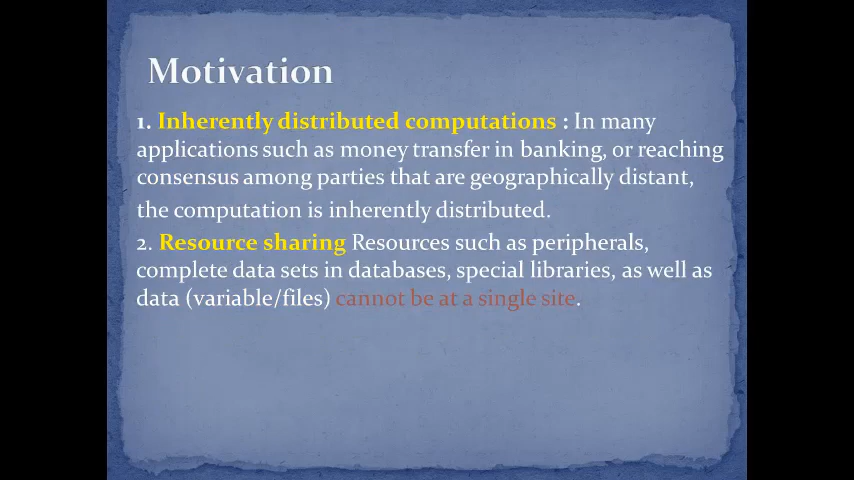 Motivation
1. Inherently distributed computations : In many
applications such as money transfer in banking, or reaching
consensus among parties that are geographically distant,
the computation is inherently distributed.
2. Resource sharing Resources such as peripherals,
complete data sets in databases, special libraries, as well as
data (variable/files) cannot be at a single site.